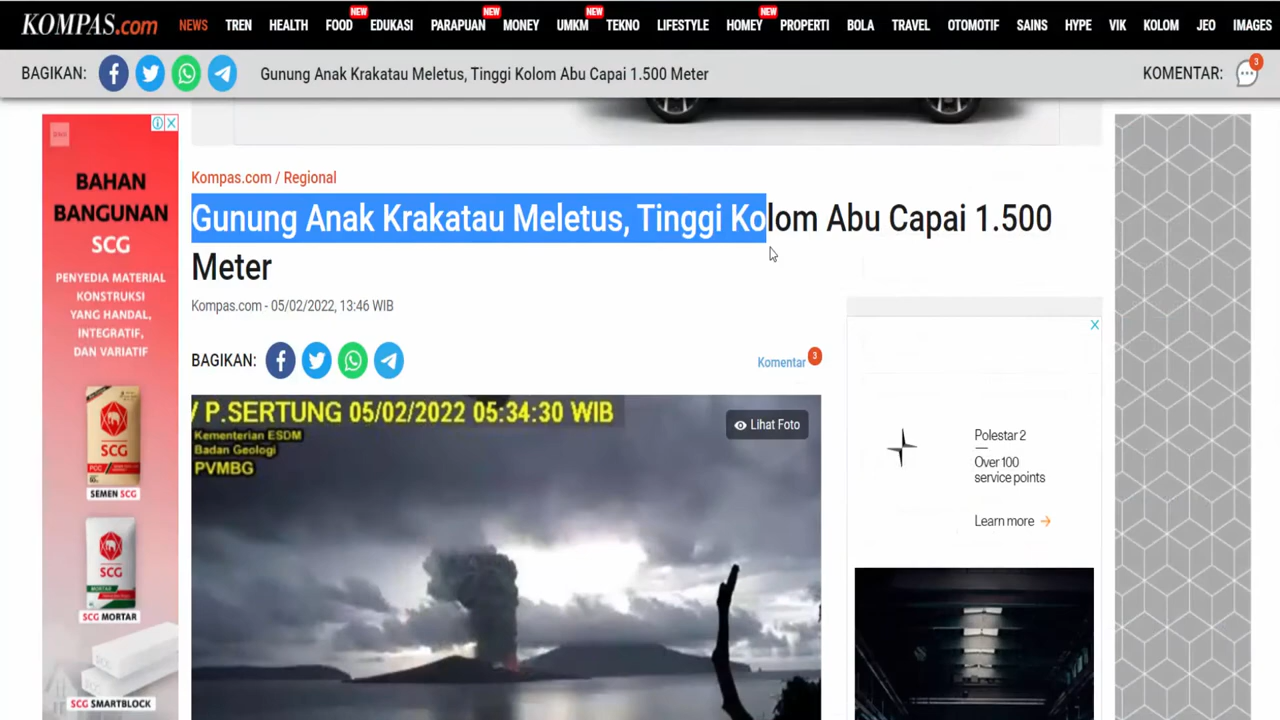 KOMPAS.com NEWS TREN HEALTH FOOD NEW EDUKASI PARAPUAN NEW MONEY UMKM NEW TEKNO LIFESTYLE HOMEY NEW PROPERTI BOLA TRAVEL OTOMOTIF SAINS HYPE VIK KOLOM JEO IMAGES
BAGIKAN: Gunung Anak Krakatau Meletus, Tinggi Kolom Abu Capai 1.500 Meter KOMENTAR: 3
Kompas.com / Regional
Gunung Anak Krakatau Meletus, Tinggi Kolom Abu Capai 1.500
Meter
Kompas.com - 05/02/2022, 13:46 WIB
BAGIKAN: Komentar 3
P.SERTUNG 05/02/2022 05:34:30 WIB
Kementerian ESDM
Badan Geologi
PVMBG
Lihat Foto
BAHAN
BANGUNAN
SCG
PENYEDIA MATERIAL
KONSTRUKSI
YANG HANDAL,
INTEGRATIF,
DAN VARIATIF
SCG
PCC
SEMEN SCG
SCG
MORTAR
SCG MORTAR
SCG SMARTBLOCK
Polestar 2
Over 100
service points
Learn more →